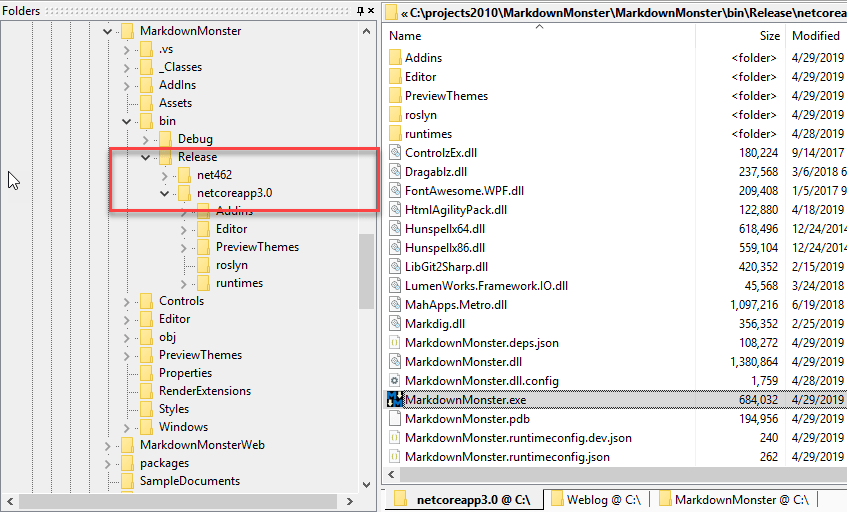 Folders
MarkdownMonster
.vs
_Classes
AddIns
Assets
bin
Debug
Release
net462
netcoreapp3.0
Addins
Editor
PreviewThemes
roslyn
runtimes
Controls
Editor
obj
PreviewThemes
Properties
RenderExtensions
Styles
Windows
MarkdownMonsterWeb
packages
SampleDocuments
« C:\projects2010\MarkdownMonster\MarkdownMonster\bin\Release\netcorea
Name Size Modified
Addins <folder> 4/29/2019
Editor <folder> 4/29/2019
PreviewThemes <folder> 4/29/2019
roslyn <folder> 4/29/2019
runtimes <folder> 4/28/2019
ControlzEx.dll 180,224 9/14/2017
Dragablz.dll 237,568 3/6/2018 6
FontAwesome.WPF.dll 209,408 1/5/2017 9
HtmlAgilityPack.dll 122,880 4/18/2019
Hunspellx64.dll 618,496 12/24/2014
Hunspellx86.dll 559,104 12/24/2014
LibGit2Sharp.dll 420,352 2/15/2019
LumenWorks.Framework.IO.dll 45,568 3/24/2018
MahApps.Metro.dll 1,097,216 6/19/2018
Markdig.dll 356,352 2/25/2019
MarkdownMonster.deps.json 108,272 4/29/2019
MarkdownMonster.dll 1,380,864 4/29/2019
MarkdownMonster.dll.config 1,759 4/28/2019
MarkdownMonster.exe 684,032 4/29/2019
MarkdownMonster.pdb 194,956 4/29/2019
MarkdownMonster.runtimeconfig.dev.json 240 4/29/2019
MarkdownMonster.runtimeconfig.json 262 4/29/2019
netcoreapp3.0 @ C:\ Weblog @ C:\ MarkdownMonster @ C:\